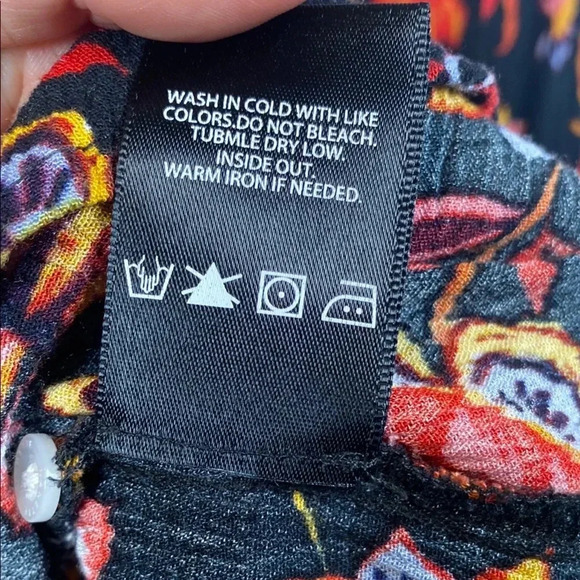 WASH IN COLD WITH LIKE
COLORS.DO NOT BLEACH.
TUBMLE DRY LOW.
INSIDE OUT.
WARM IRON IF NEEDED.